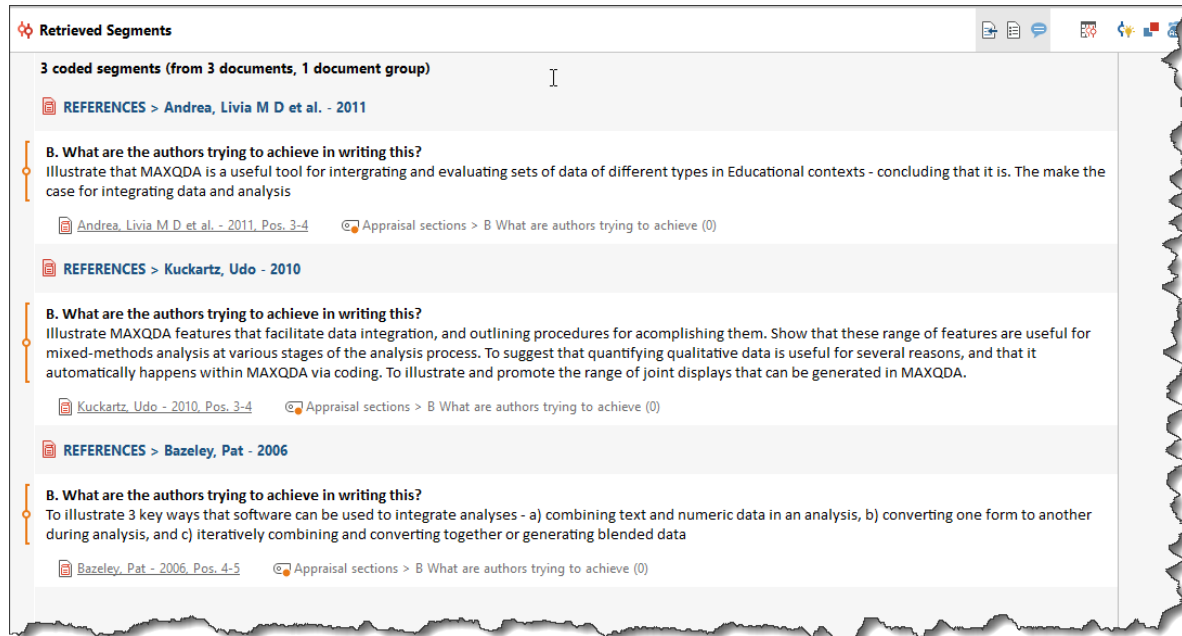 Retrieved Segments
3 coded segments (from 3 documents, 1 document group)
REFERENCES > Andrea, Livia M D et al. - 2011
B. What are the authors trying to achieve in writing this?
Illustrate that MAXQDA is a useful tool for intergrating and evaluating sets of data of different types in Educational contexts - concluding that it is. The make the
case for integrating data and analysis
Andrea, Livia M D et al. - 2011, Pos. 3-4 Appraisal sections > B What are authors trying to achieve (0)
REFERENCES > Kuckartz, Udo - 2010
B. What are the authors trying to achieve in writing this?
Illustrate MAXQDA features that facilitate data integration, and outlining procedures for acomplishing them. Show that these range of features are useful for
mixed-methods analysis at various stages of the analysis process. To suggest that quantifying qualitative data is useful for several reasons, and that it
automatically happens within MAXQDA via coding. To illustrate and promote the range of joint displays that can be generated in MAXQDA.
Kuckartz, Udo - 2010, Pos. 3-4 Appraisal sections > B What are authors trying to achieve (0)
REFERENCES > Bazeley, Pat - 2006
B. What are the authors trying to achieve in writing this?
To illustrate 3 key ways that software can be used to integrate analyses - a) combining text and numeric data in an analysis, b) converting one form to another
during analysis, and c) iteratively combining and converting together or generating blended data
Bazeley, Pat - 2006, Pos. 4-5 Appraisal sections > B What are authors trying to achieve (0)